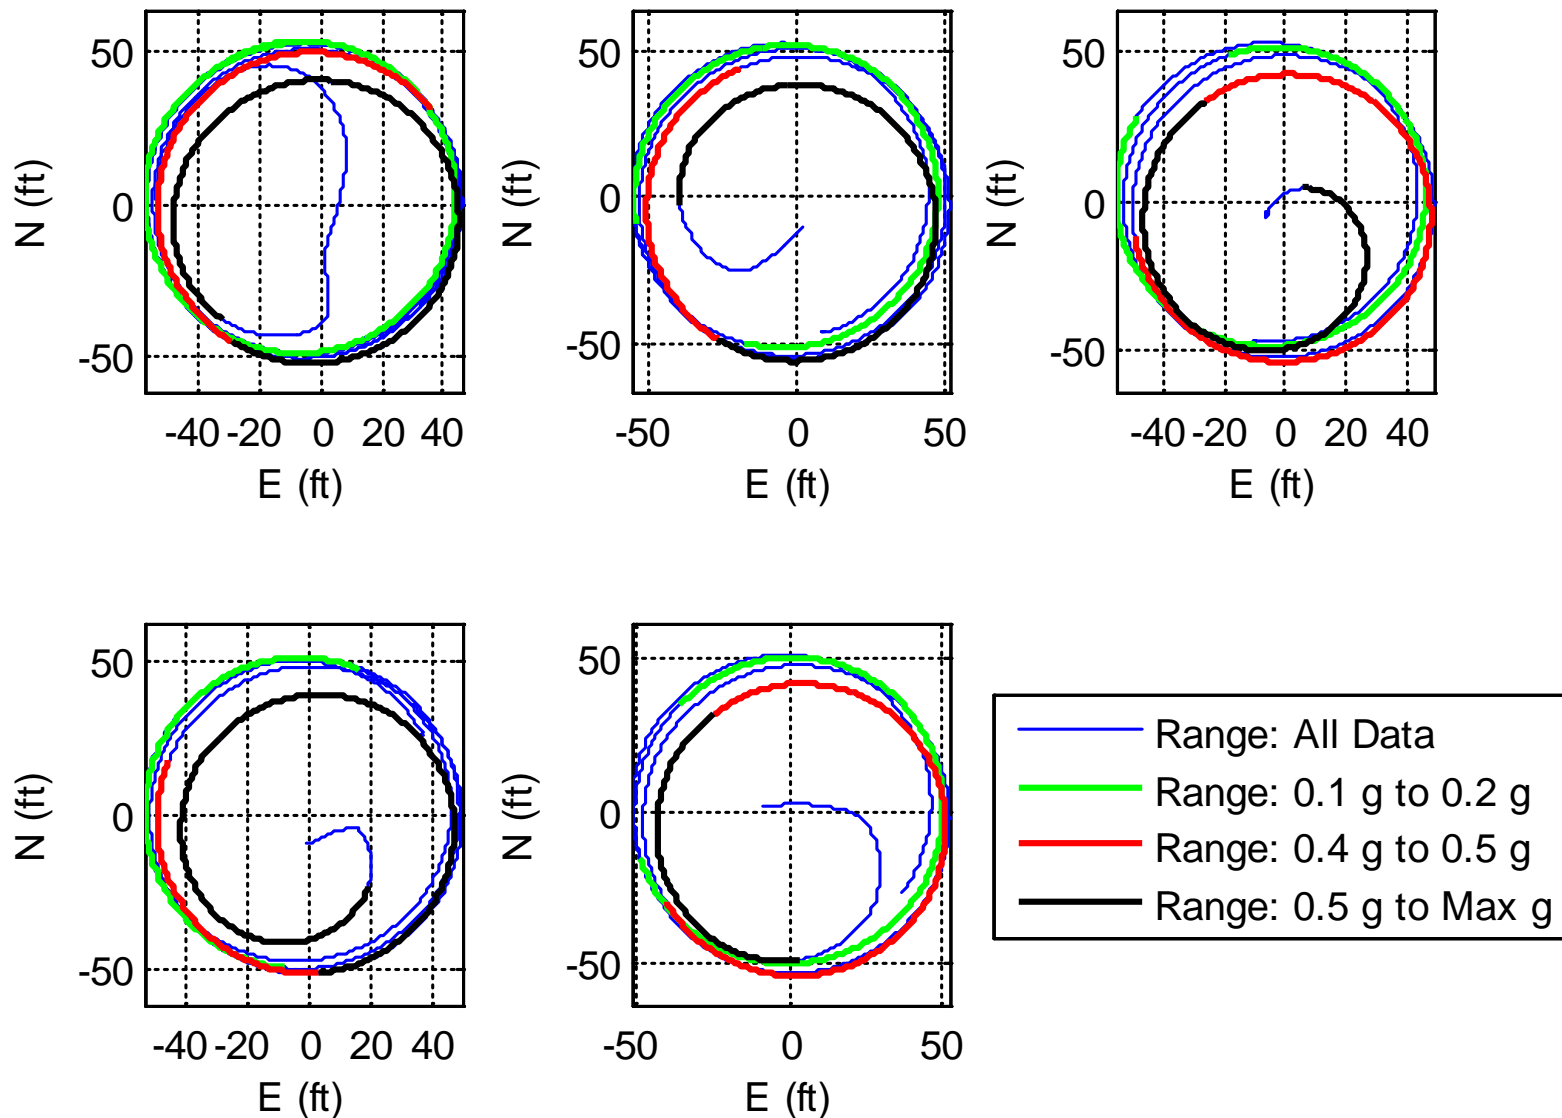 50
0
-50
N (ft)
-40 -20 0 20 40
E (ft)
50
0
-50
N (ft)
-50 0 50
E (ft)
50
0
-50
N (ft)
-40 -20 0 20 40
E (ft)
50
0
-50
N (ft)
-40 -20 0 20 40
E (ft)
50
0
-50
N (ft)
-50 0 50
E (ft)
Range: All Data
Range: 0.1 g to 0.2 g
Range: 0.4 g to 0.5 g
Range: 0.5 g to Max g